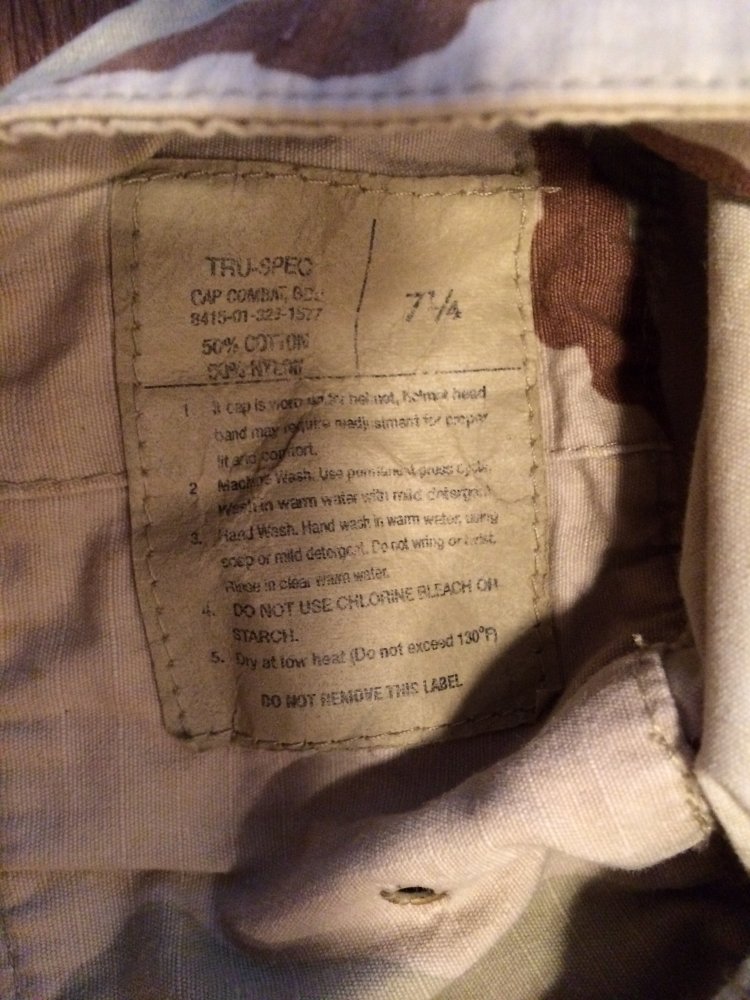 TRU-SPEC
CAP COMBAT,
8415-01-323-1577
50% COTTON
50% NYLON
7¼
1. If cap is worn under helmet, helmet head
band may require readjustment for proper
fit and comfort.
2. Machine Wash. Use permanent press cycle.
Wash in warm water with mild detergent.
3. Hand Wash. Hand wash in warm water, using
soap or mild detergent. Do not wring or twist.
Rinse in clear warm water.
4. DO NOT USE CHLORINE BLEACH OR
STARCH.
5. Dry at low heat (Do not exceed 130°F)
DO NOT REMOVE THIS LABEL